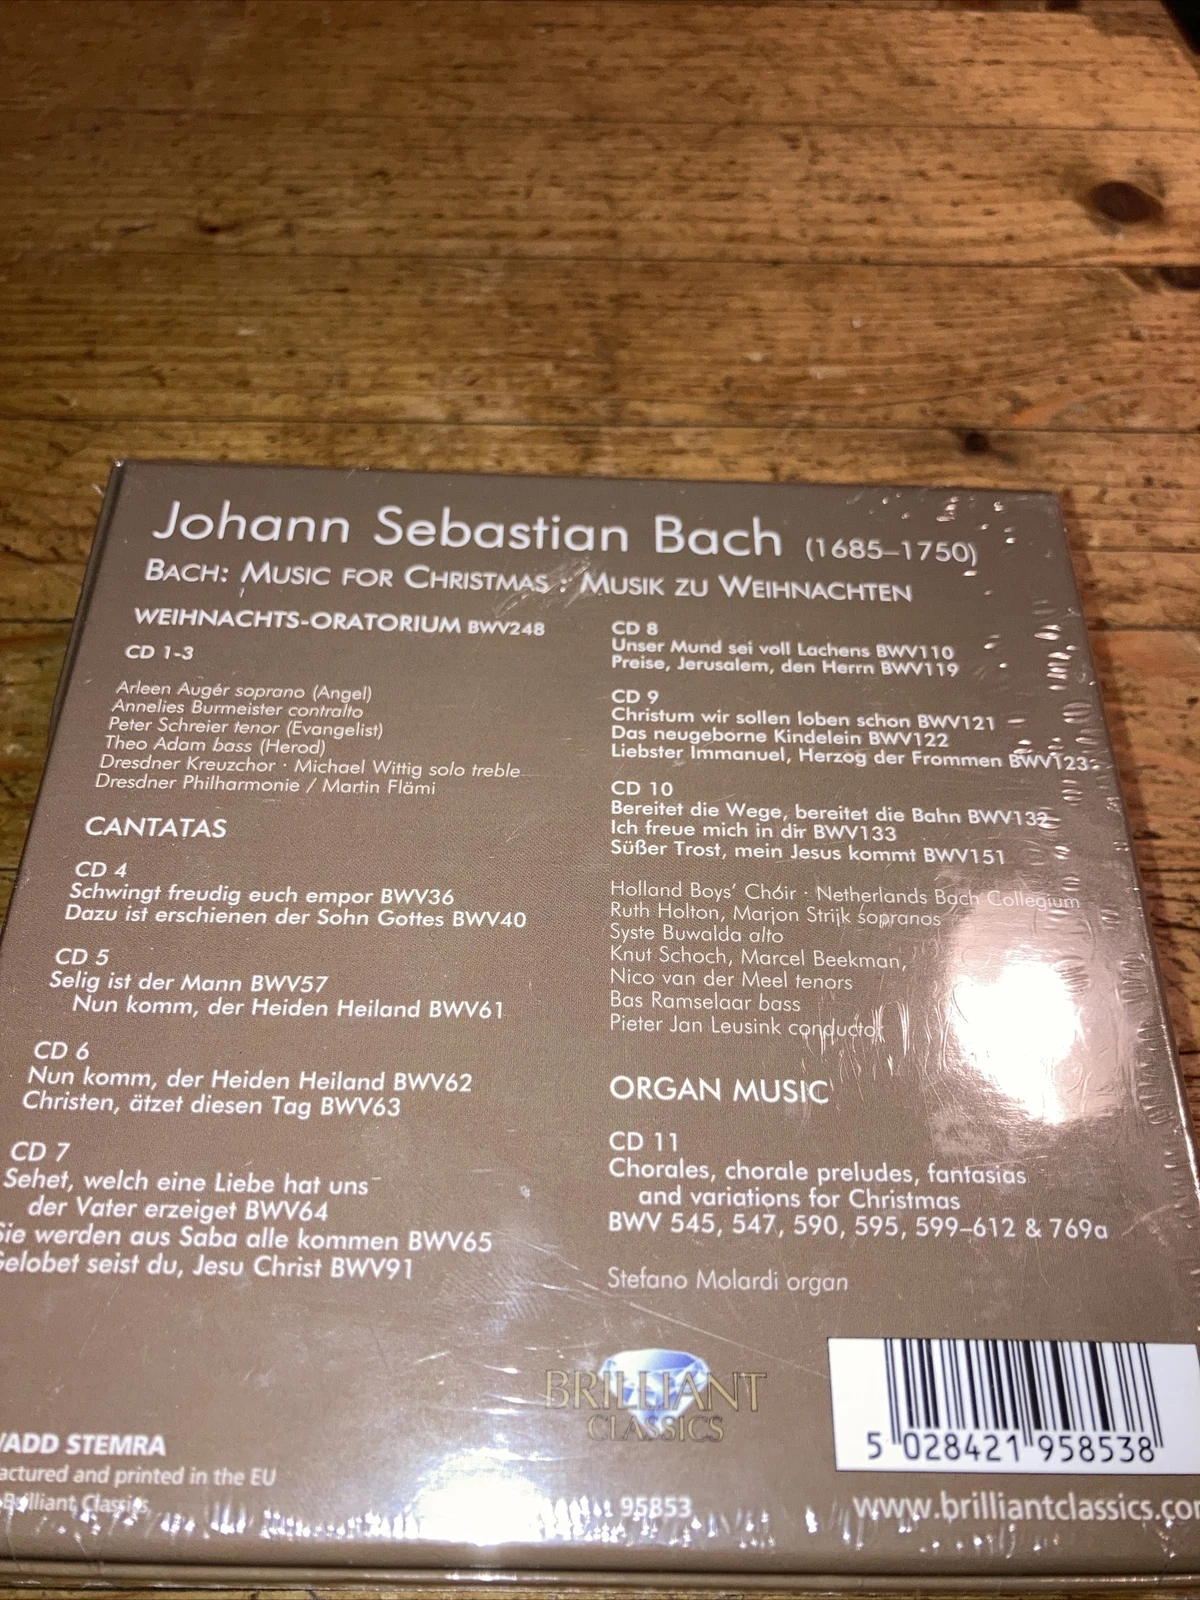 Johann Sebastian Bach (1685–1750)
BACH: MUSIC FOR CHRISTMAS · MUSIK ZU WEIHNACHTEN
WEIHNACHTS-ORATORIUM BWV248
CD 1-3
Arleen Augér soprano (Angel)
Annelies Burmeister contralto
Peter Schreier tenor (Evangelist)
Theo Adam bass (Herod)
Dresdner Kreuzchor · Michael Wittig solo treble
Dresdner Philharmonie / Martin Flämi
CANTATAS
CD 4
Schwingt freudig euch empor BWV36
Dazu ist erschienen der Sohn Gottes BWV40
CD 5
Selig ist der Mann BWV57
Nun komm, der Heiden Heiland BWV61
CD 6
Nun komm, der Heiden Heiland BWV62
Christen, ätzet diesen Tag BWV63
CD 7
Sehet, welch eine Liebe hat uns
der Vater erzeiget BWV64
Sie werden aus Saba alle kommen BWV65
Gelobet seist du, Jesu Christ BWV91
CD 8
Unser Mund sei voll Lachens BWV110
Preise, Jerusalem, den Herrn BWV119
CD 9
Christum wir sollen loben schon BWV121
Das neugeborne Kindelein BWV122
Liebster Immanuel, Herzog der Frommen BWV123
CD 10
Bereitet die Wege, bereitet die Bahn BWV132
Ich freue mich in dir BWV133
Süßer Trost, mein Jesus kommt BWV151
Holland Boys' Choir · Netherlands Bach Collegium
Ruth Holton, Marjon Strijk sopranos
Syste Buwalda alto
Knut Schoch, Marcel Beekman,
Nico van der Meel tenors
Bas Ramselaar bass
Pieter Jan Leusink conductor
ORGAN MUSIC
CD 11
Chorales, chorale preludes, fantasias
and variations for Christmas
BWV 545, 547, 590, 595, 599–612 & 769a
Stefano Molardi organ
BRILLIANT
CLASSICS
/ADD STEMRA
actured and printed in the EU
Brilliant Classics
95853
5 028421 958538
www.brilliantclassics.co